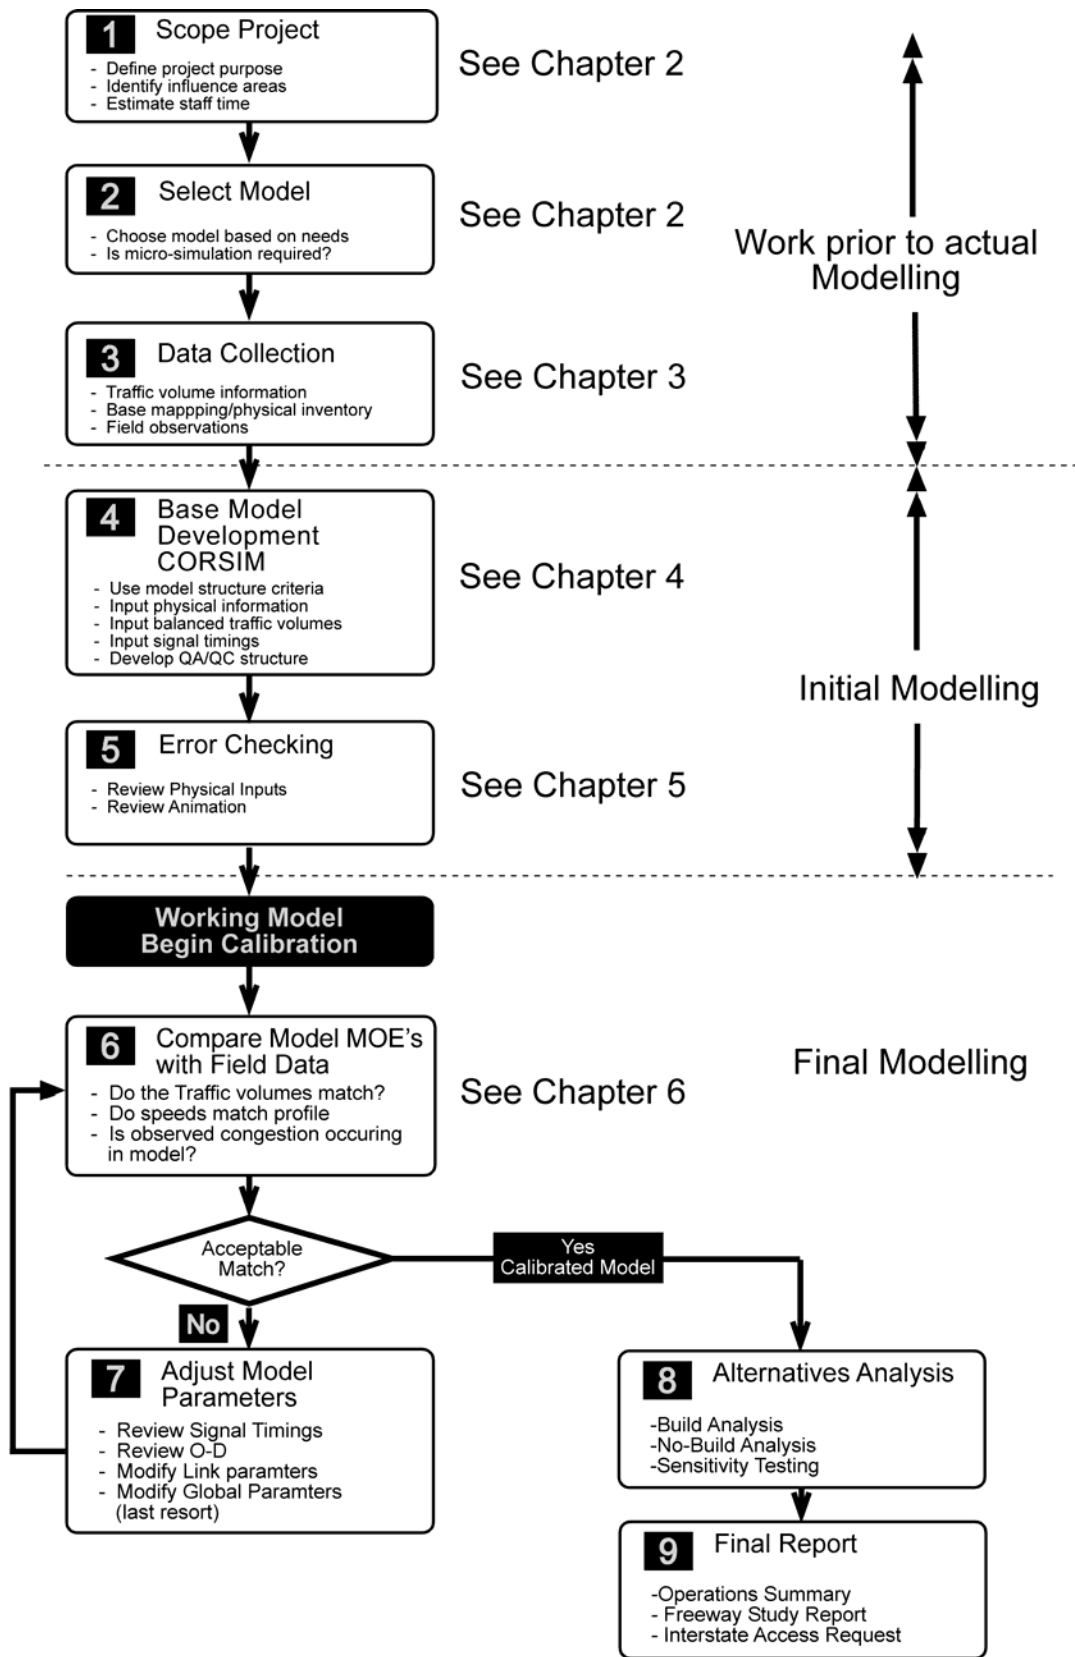 1 Scope Project
- Define project purpose
- Identify influence areas
- Estimate staff time
See Chapter 2
2 Select Model
- Choose model based on needs
- Is micro-simulation required?
See Chapter 2
Work prior to actual
Modelling
3 Data Collection
- Traffic volume information
- Base mappping/physical inventory
- Field observations
See Chapter 3
4 Base Model
Development
CORSIM
- Use model structure criteria
- Input physical information
- Input balanced traffic volumes
- Input signal timings
- Develop QA/QC structure
See Chapter 4
Initial Modelling
5 Error Checking
- Review Physical Inputs
- Review Animation
See Chapter 5
Working Model
Begin Calibration
6 Compare Model MOE's
with Field Data
- Do the Traffic volumes match?
- Do speeds match profile
- Is observed congestion occuring
in model?
See Chapter 6
Final Modelling
Acceptable
Match?
Yes
Calibrated Model
No
7 Adjust Model
Parameters
- Review Signal Timings
- Review O-D
- Modify Link paramters
- Modify Global Paramters
(last resort)
8 Alternatives Analysis
-Build Analysis
-No-Build Analysis
-Sensitivity Testing
9 Final Report
-Operations Summary
- Freeway Study Report
- Interstate Access Request